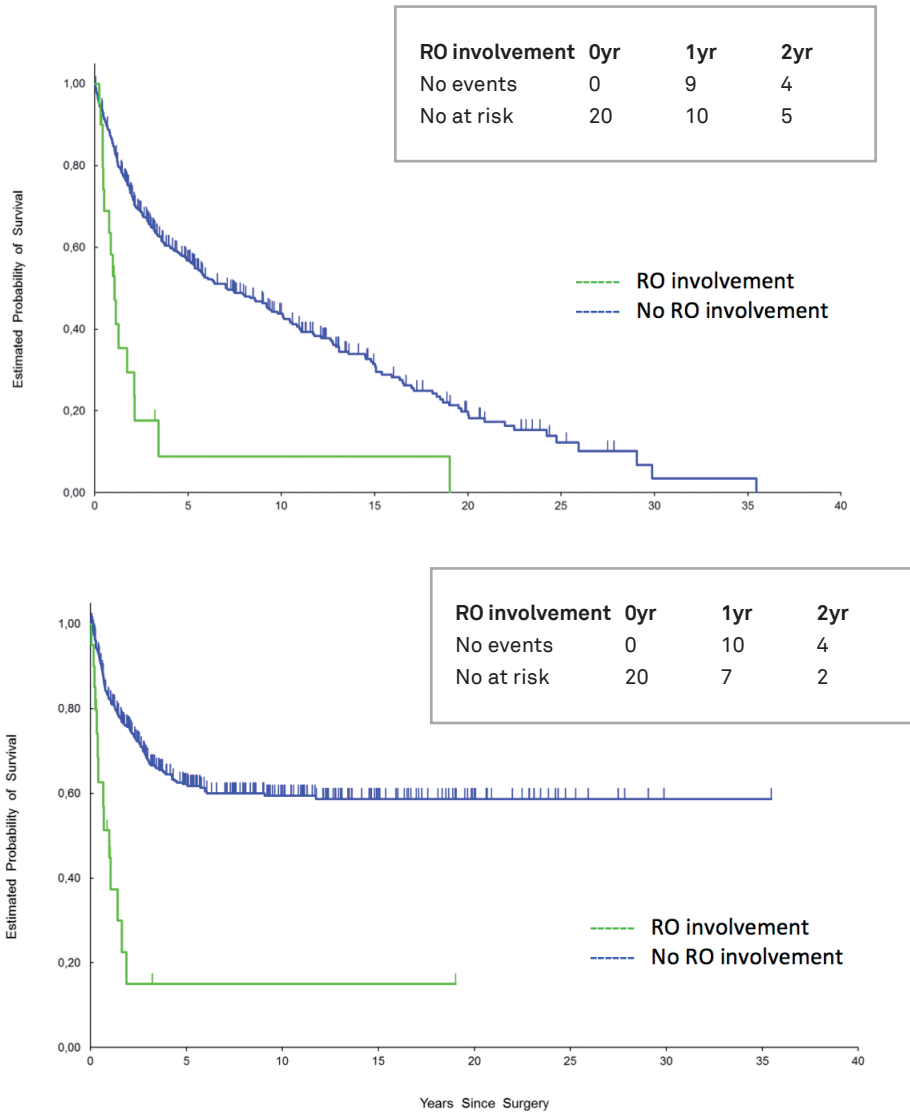 RO involvement 0yr 1yr 2yr
No events 0 9 4
No at risk 20 10 5
Estimated Probability of Survival
1,00
0,80
0,60
0,40
0,20
0,00
0 5 10 15 20 25 30 35 40
RO involvement
No RO involvement
RO involvement 0yr 1yr 2yr
No events 0 10 4
No at risk 20 7 2
Estimated Probability of Survival
1,00
0,80
0,60
0,40
0,20
0,00
0 5 10 15 20 25 30 35 40
RO involvement
No RO involvement
Years Since Surgery